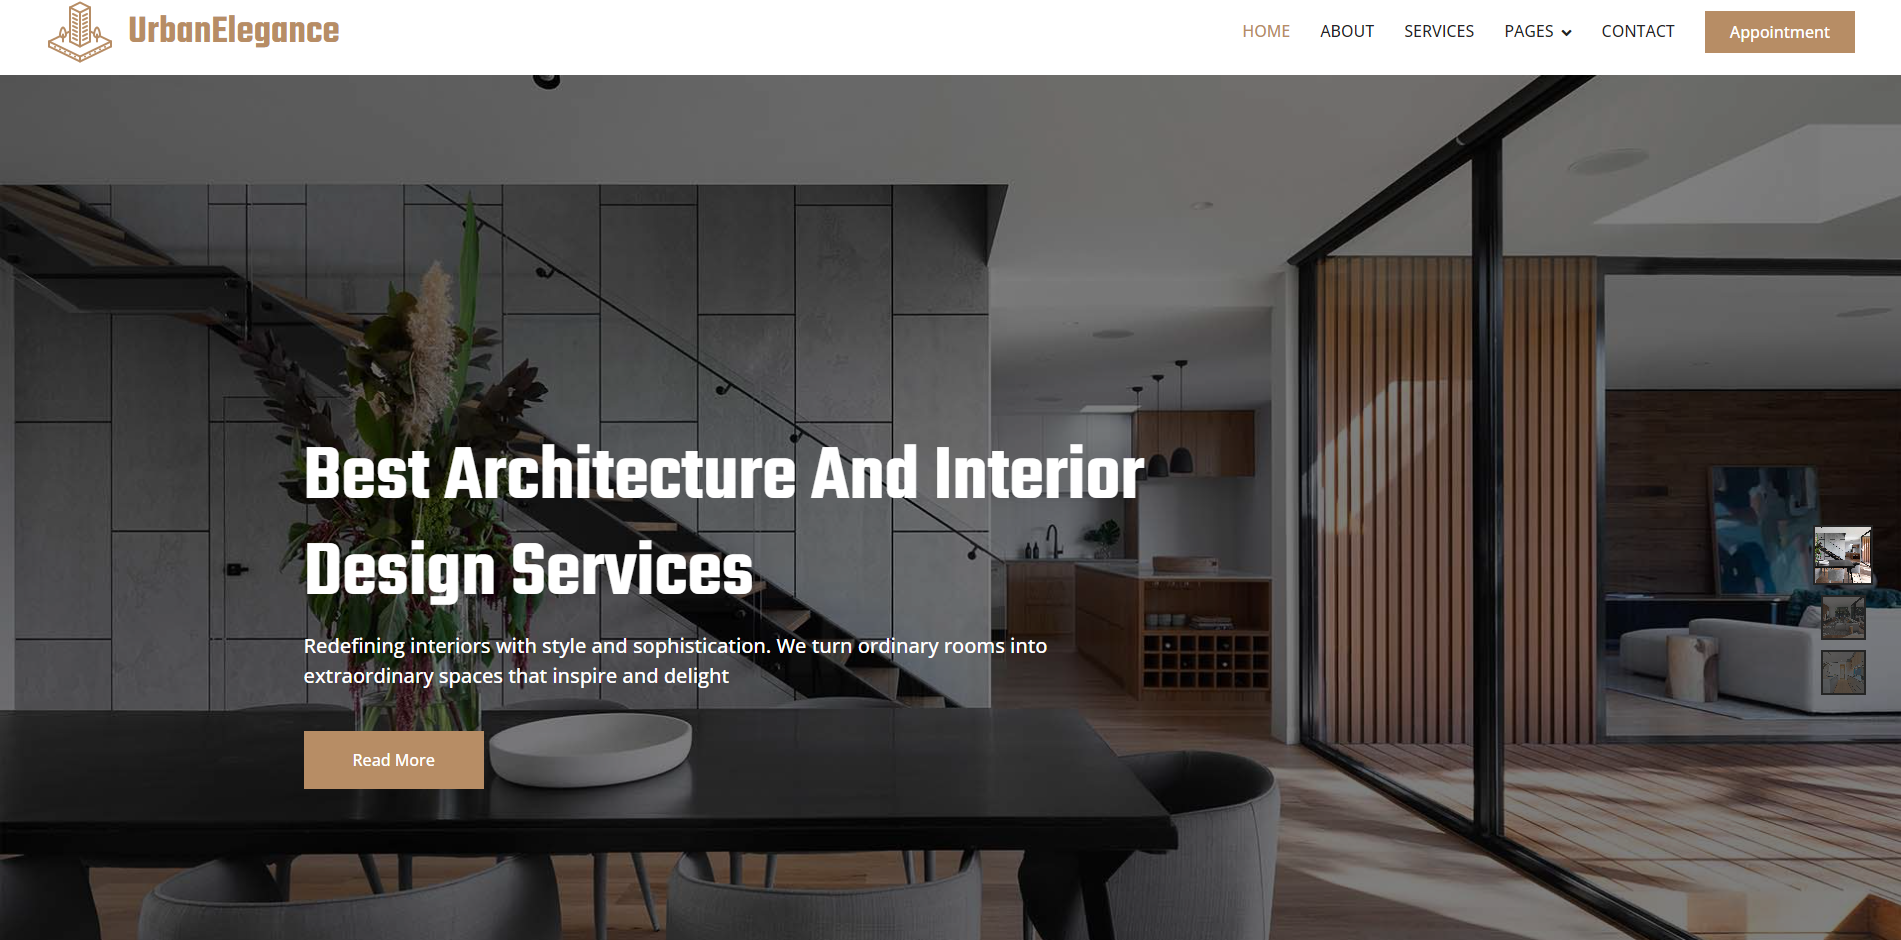 UrbanElegance
HOME ABOUT SERVICES PAGES CONTACT Appointment
Best Architecture And Interior
Design Services
Redefining interiors with style and sophistication. We turn ordinary rooms into
extraordinary spaces that inspire and delight
Read More